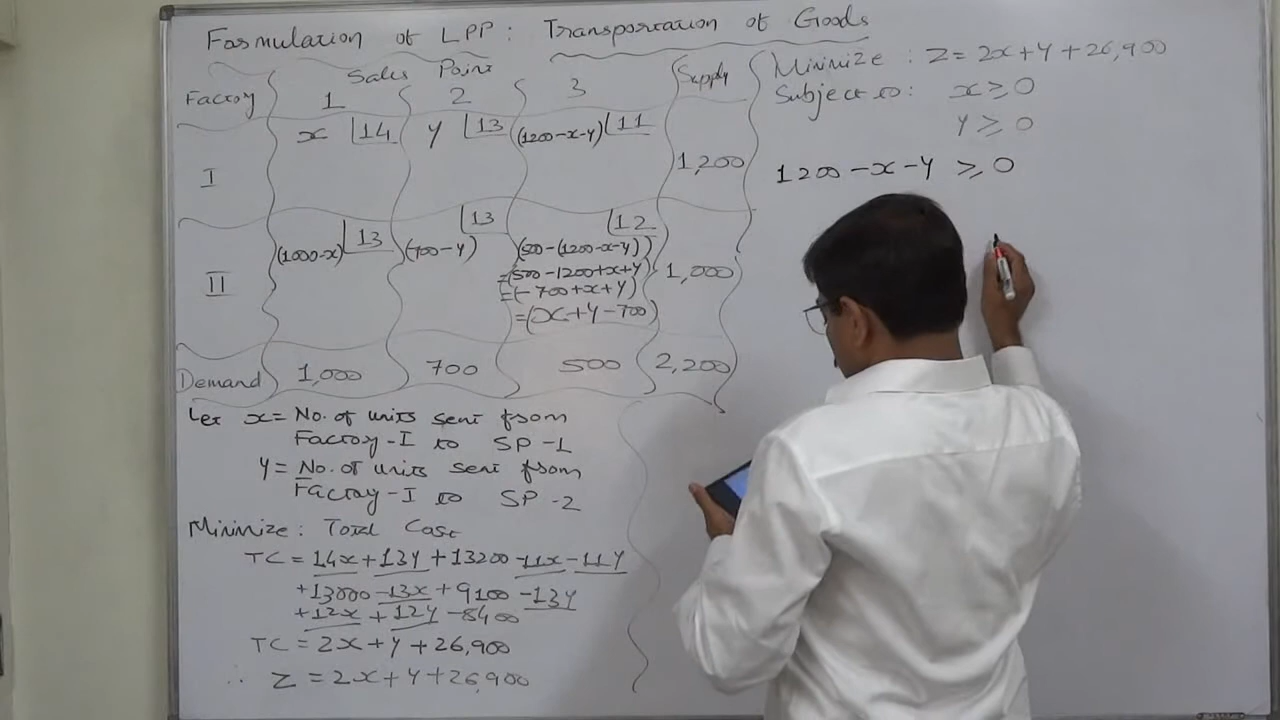 Formulation of LPP: Transportation of Goods
Sales Point
Factory 1 2 3 Supply
I x 14 y 13 (1200-x-y) 11 1,200
II (1000-x) 13 (700-y) 13 (500-(1200-x-y)) 12 1,000
=(500-1200+x+y)
=(-700+x+y)
=(x+y-700)
Demand 1,000 700 500 2,200
Let x = No. of units sent from
Factory-I to SP-1
y = No. of units sent from
Factory-I to SP-2
Minimize: Total Cost
TC = 14x+13y+13200-11x-11y
+13000-13x+9100-13y
+12x+12y-8400
TC = 2x+y+26,900
∴ Z = 2x+y+26,900
Minimize: Z = 2x+y+26,900
Subject to: x ≥ 0
y ≥ 0
1200-x-y ≥ 0